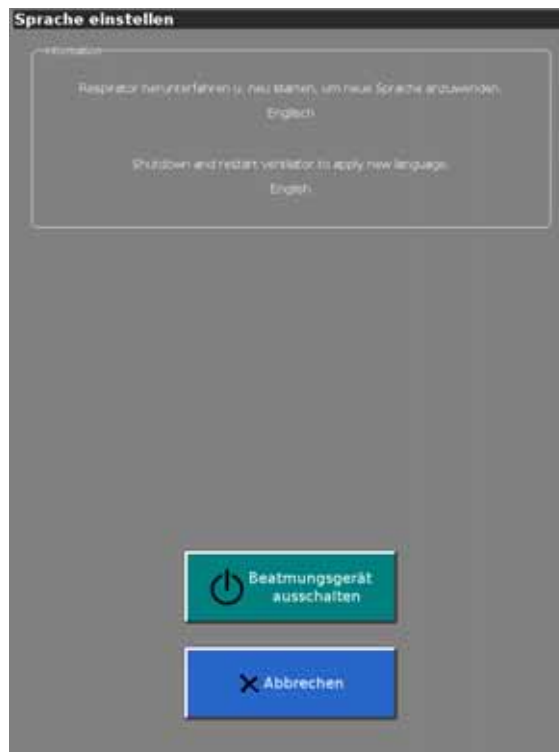 Sprache einstellen
Information
Respirator herunterfahren u. neu starten, um neue Sprache anzuwenden.
Englisch
Shutdown and restart ventilator to apply new language.
English
Beatmungsgerät
ausschalten
Abbrechen